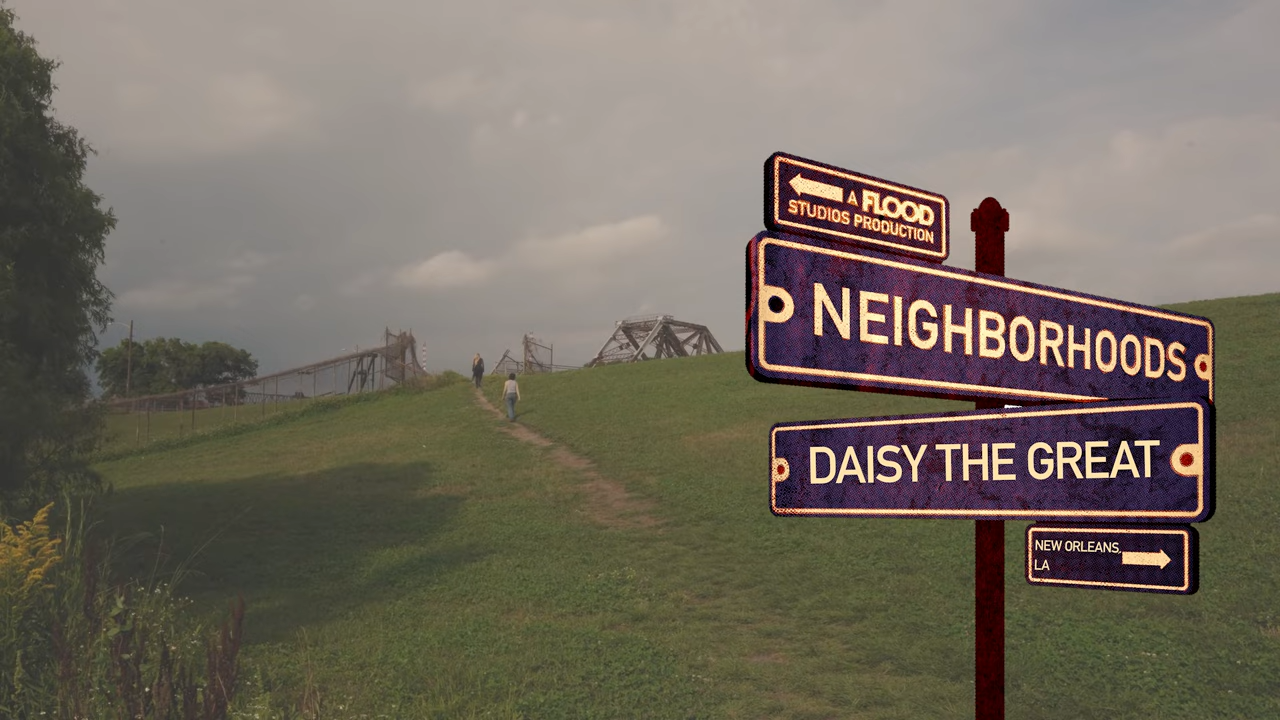 A FLOOD
STUDIOS PRODUCTION
NEIGHBORHOODS
DAISY THE GREAT
NEW ORLEANS,
LA